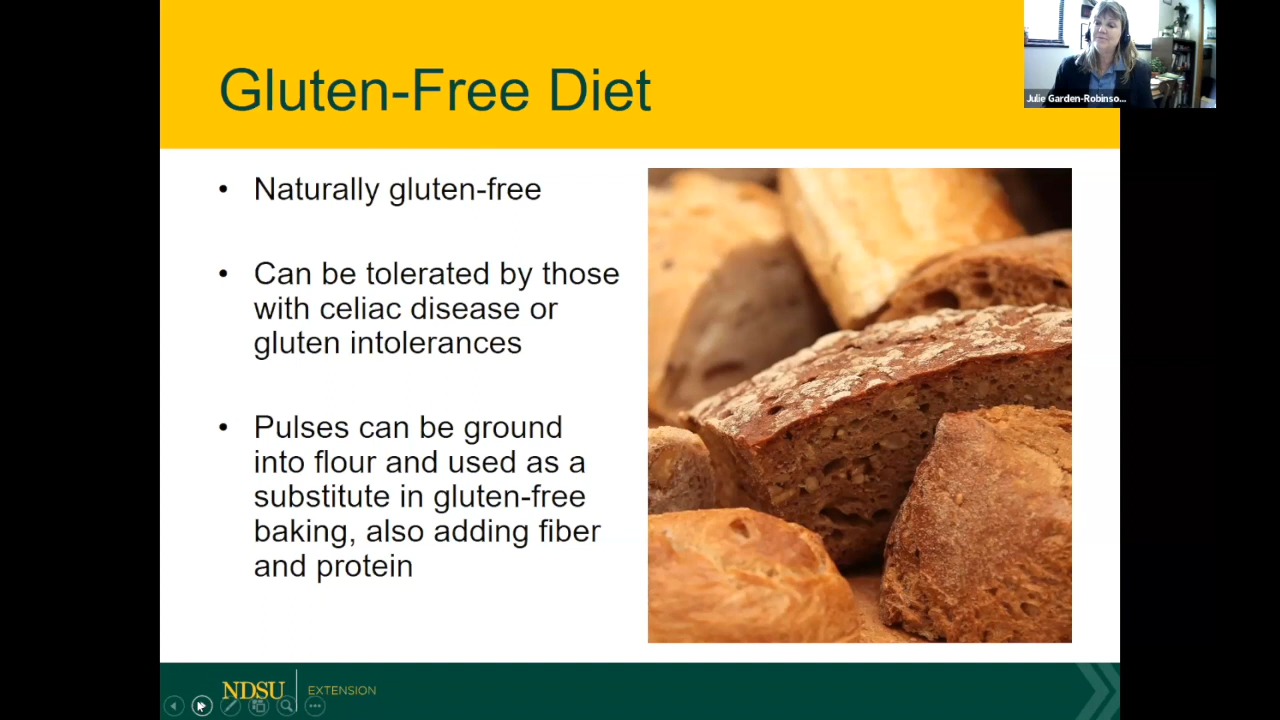 Gluten-Free Diet
Julie Garden-Robinso...
• Naturally gluten-free
• Can be tolerated by those
with celiac disease or
gluten intolerances
• Pulses can be ground
into flour and used as a
substitute in gluten-free
baking, also adding fiber
and protein
NDSU EXTENSION